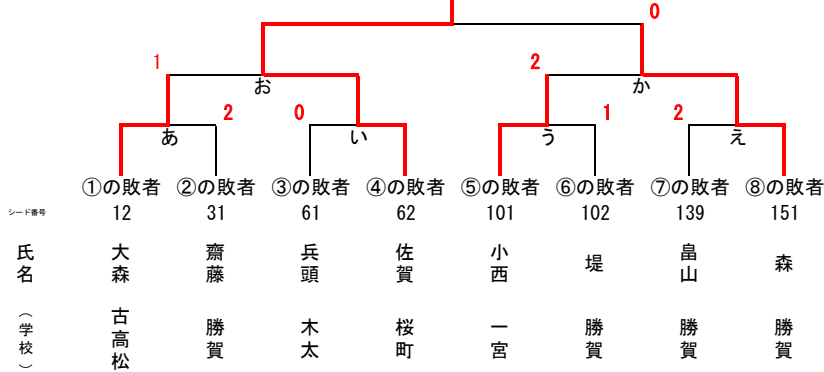 0
1 2
お か
2 0 1 2
あ い う え
①の敗者 ②の敗者 ③の敗者 ④の敗者 ⑤の敗者 ⑥の敗者 ⑦の敗者 ⑧の敗者
シード番号 12 31 61 62 101 102 139 151
氏名 大森 齋藤 兵頭 佐賀 小西 堤 畠山 森
（学校） 古高松 勝賀 木太 桜町 一宮 勝賀 勝賀 勝賀